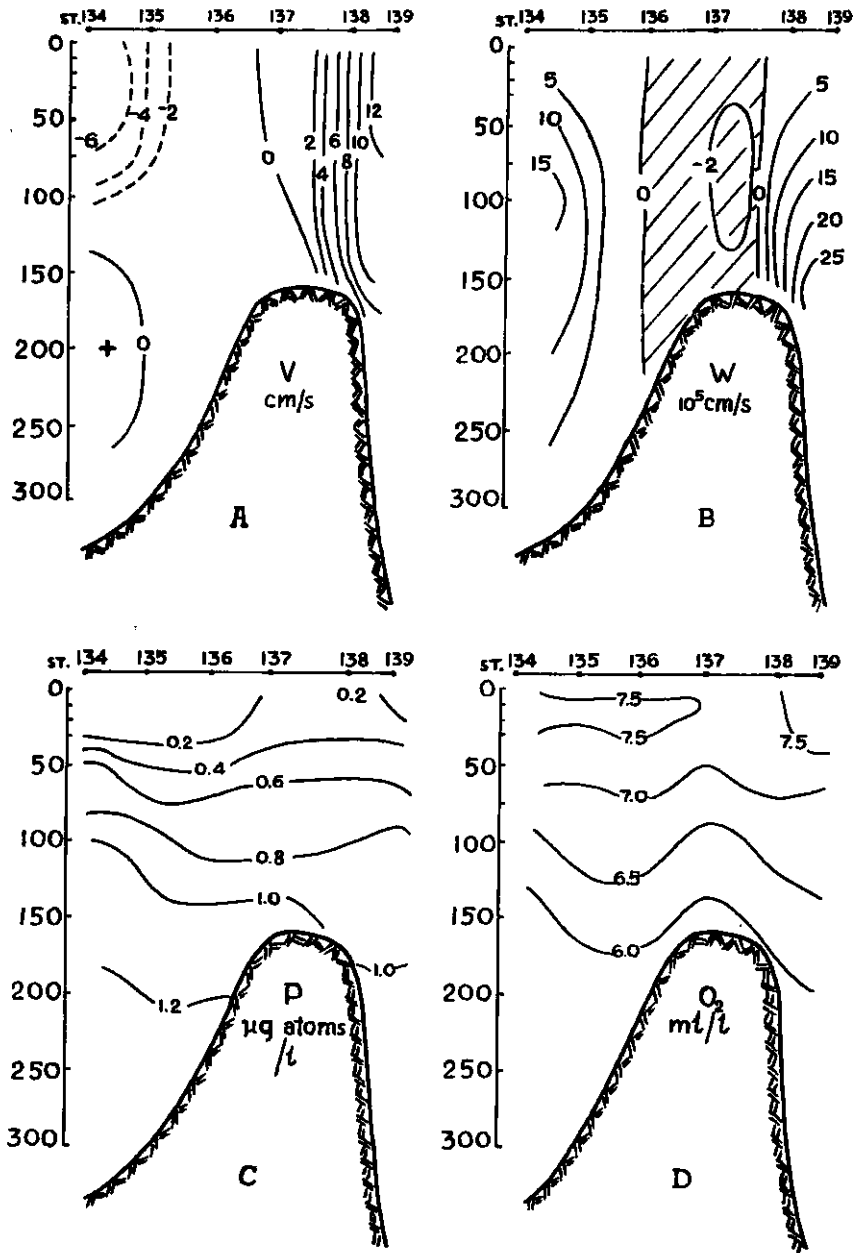 ST. 134 135 136 137 138 139
0
50
100
150
200
250
300
-6 -4 -2
0 2 4 6 8 10 12
+ 0
V
cm/s
A
ST. 134 135 136 137 138 139
0
50
100
150
200
250
300
5 10 15
0 -2 0
5
10
15
20
25
W
10⁵cm/s
B
ST. 134 135 136 137 138 139
0
50
100
150
200
250
300
0.2
0.2
0.4
0.6
0.8
1.0
1.0
1.2
P
µg atoms
/l
C
ST. 134 135 136 137 138 139
0
50
100
150
200
250
300
7.5
7.5
7.5
7.0
6.5
6.0
O₂
ml/l
D